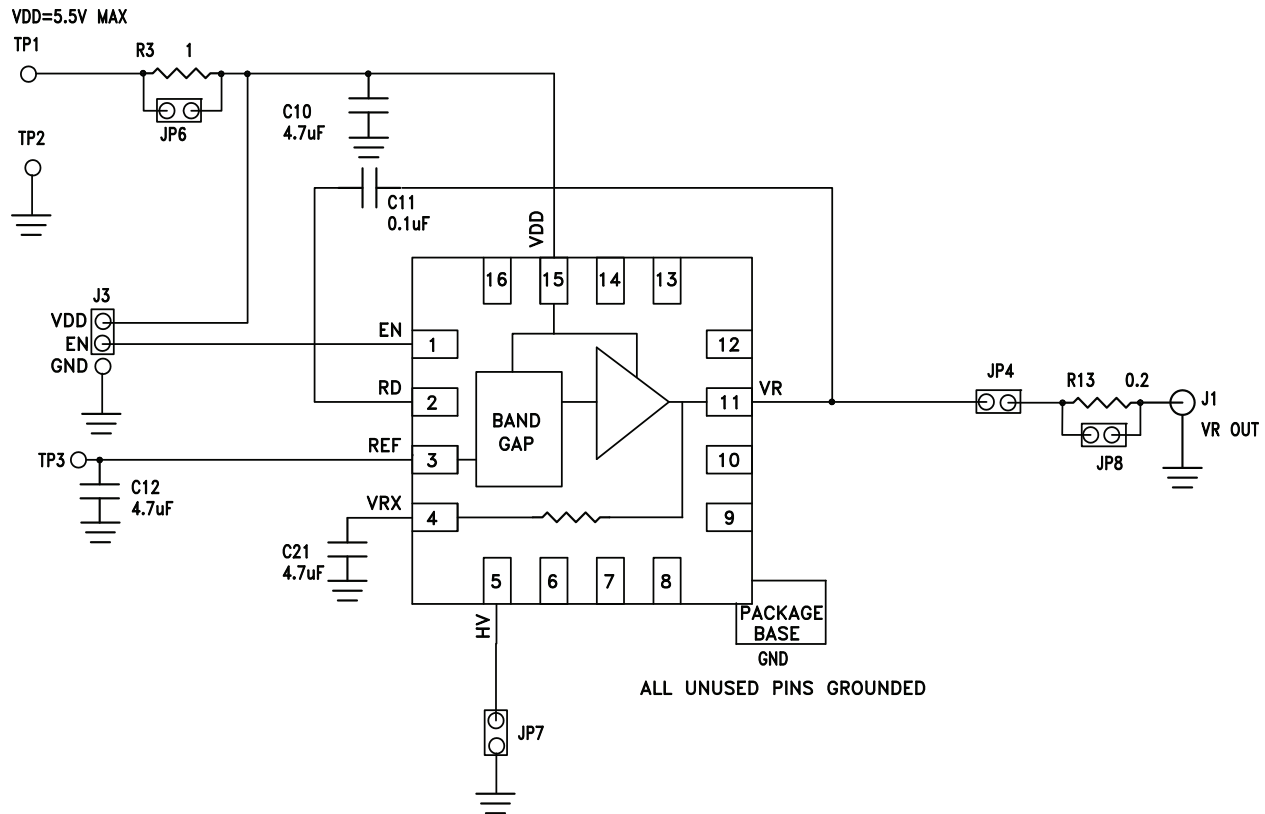 VDD=5.5V MAX
TP1
R3 1
JP6
C10
4.7uF
TP2
C11
0.1uF
VDD
16 15 14 13
J3
VDD
EN
GND
EN
1
12
RD
2
11
VR
JP4
R13 0.2
J1
VR OUT
JP8
BAND
GAP
TP3
REF
3
10
C12
4.7uF
VRX
4
9
C21
4.7uF
5 6 7 8
HV
PACKAGE
BASE
GND
ALL UNUSED PINS GROUNDED
JP7